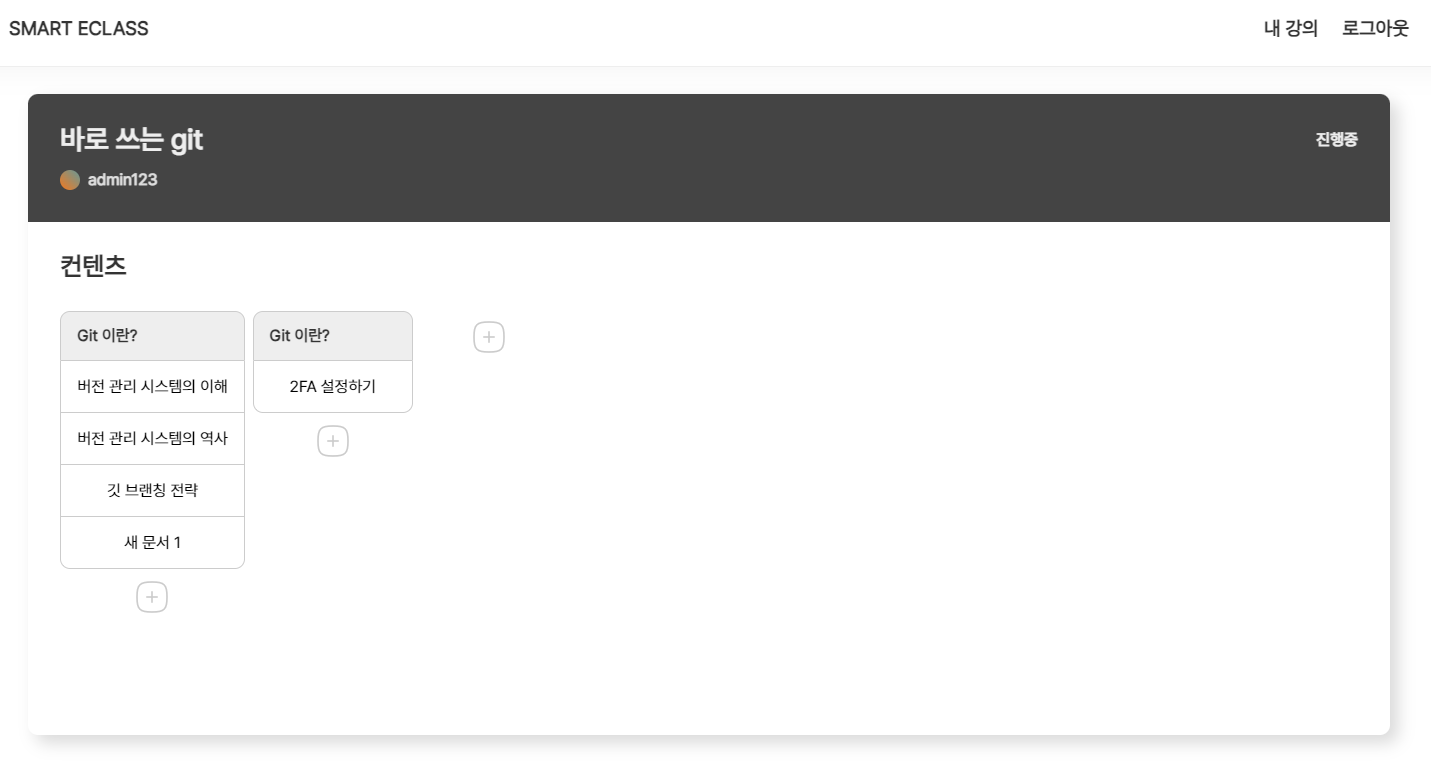 SMART ECLASS
내 강의
로그아웃
바로 쓰는 git
진행중
admin123
컨텐츠
Git 이란?
버전 관리 시스템의 이해
버전 관리 시스템의 역사
깃 브랜칭 전략
새 문서 1
Git 이란?
2FA 설정하기